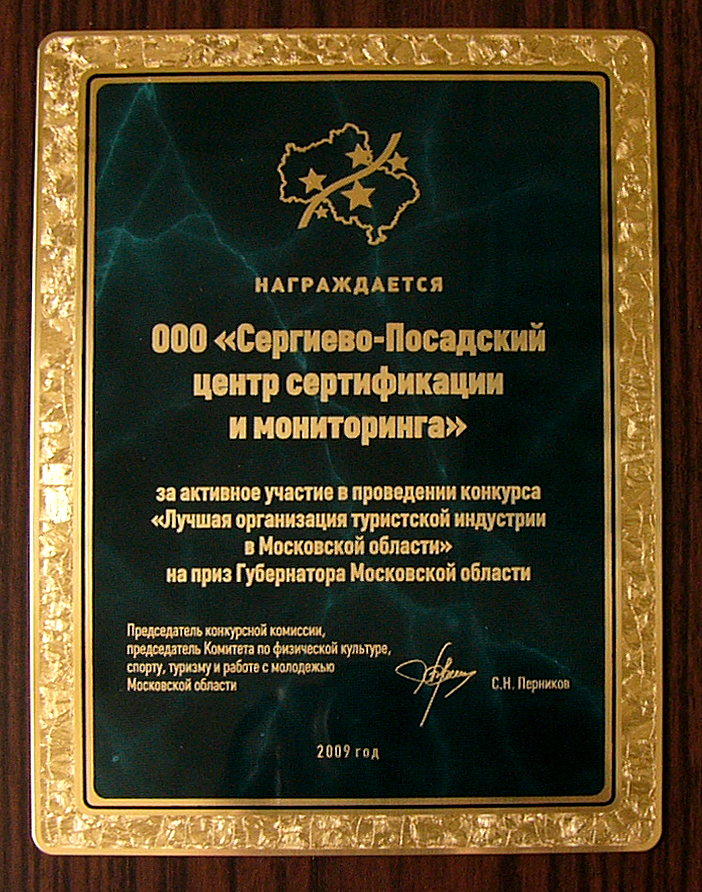 НАГРАЖДАЕТСЯ
ООО «Сергиево-Посадский
центр сертификации
и мониторинга»
за активное участие в проведении конкурса
«Лучшая организация туристской индустрии
в Московской области»
на приз Губернатора Московской области
Председатель конкурсной комиссии,
председатель Комитета по физической культуре,
спорту, туризму и работе с молодежью
Московской области
С.Н. Перников
2009 год